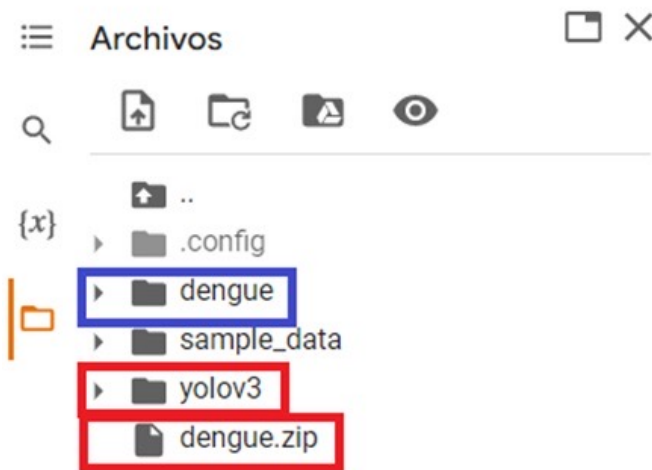 Archivos
..
{x}
.config
dengue
sample_data
yolov3
dengue.zip